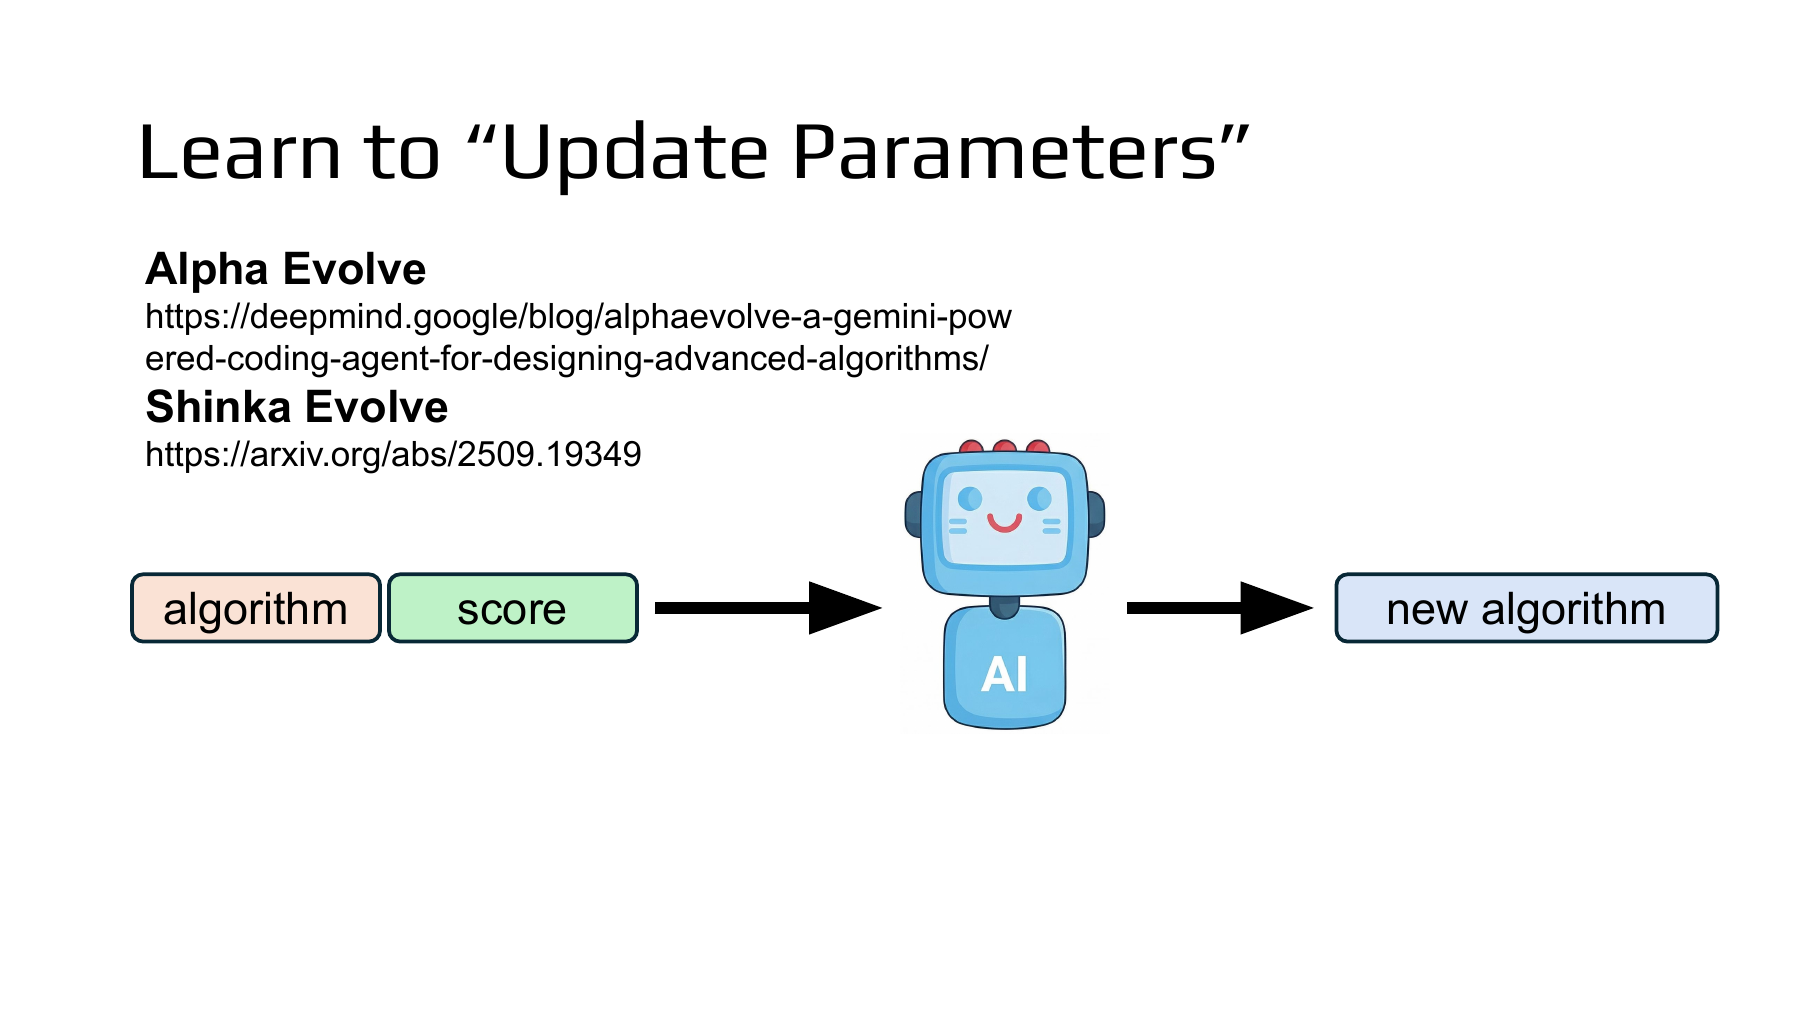 Learn to “Update Parameters”
Alpha Evolve
https://deepmind.google/blog/alphaevolve-a-gemini-pow
ered-coding-agent-for-designing-advanced-algorithms/
Shinka Evolve
https://arxiv.org/abs/2509.19349
algorithm score new algorithm
AI